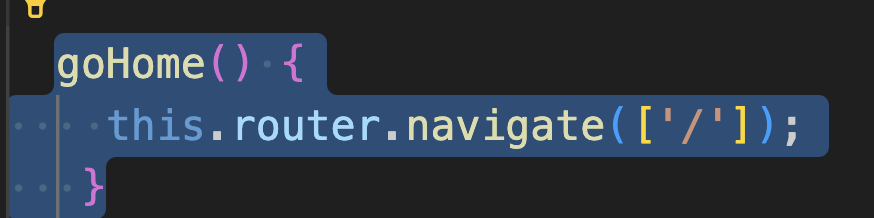 goHome() {
this.router.navigate(['/']);
}